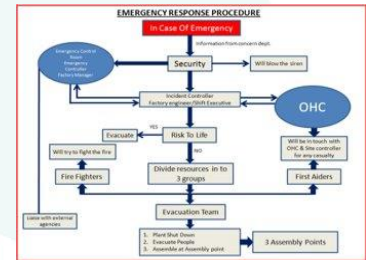 EMERGENCY RESPONSE PROCEDURE
In Case Of Emergency
Information from concern dept.
Emergency Control
Room
Emergency
Controller
Factory Manager
Security
Will blow the siren
Incident Controller
Factory engineer/Shift Executive
OHC
YES
Evacuate
Risk To Life
NO
Will try to fight the fire
Will be in touch with
OHC & Site controller
for any casualty
Fire Fighters
Divide resources in to
3 groups
First Aiders
Evacuation Team
Liaise with external
agencies
1. Plant Shut Down
2. Evacuate People
3. Assemble at Assembly point
3 Assembly Points